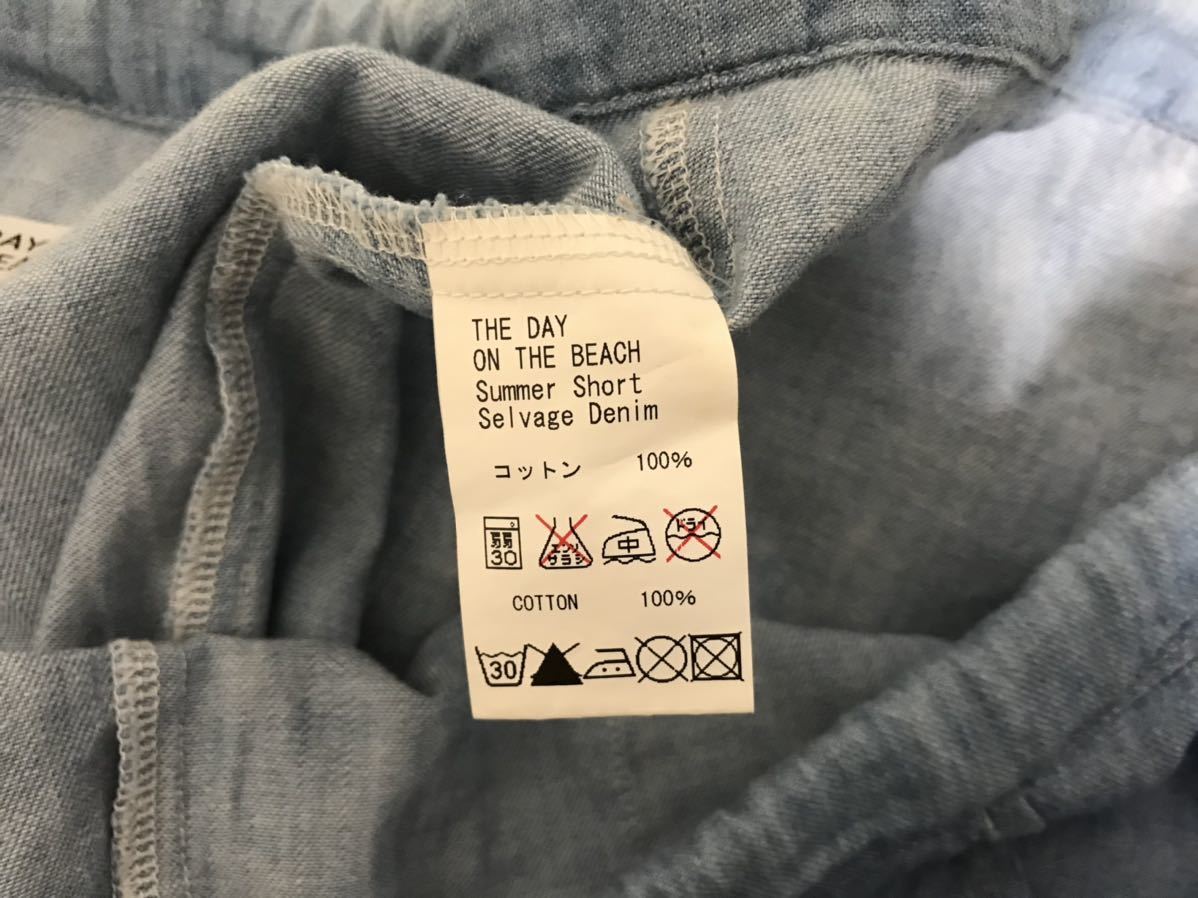 THE DAY
ON THE BEACH
Summer Short
Selvage Denim
コットン 100%
弱 30 エンソ サラシ 中 ドライ
COTTON 100%
30